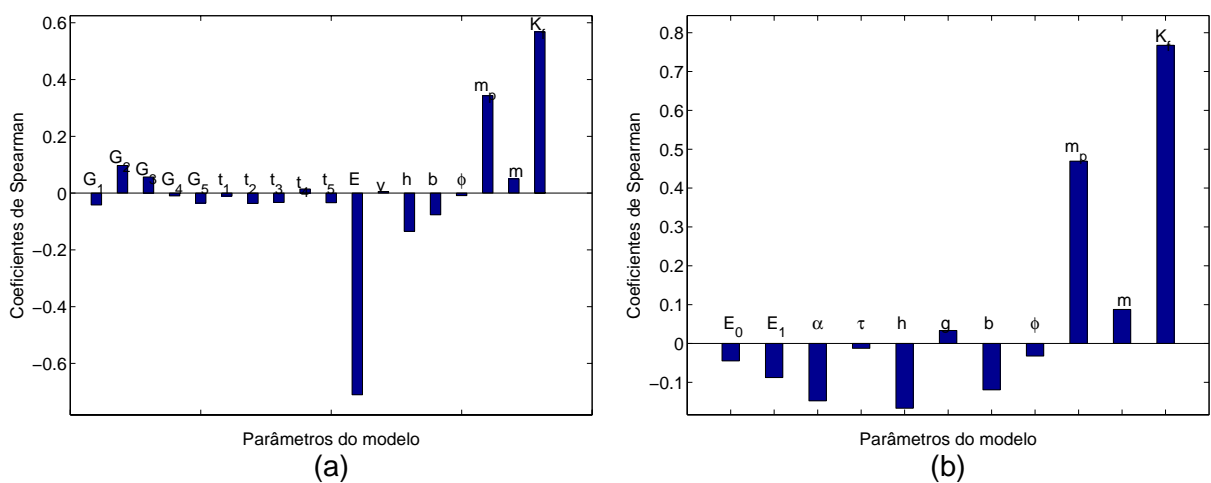 Coeficientes de Spearman
0.6
0.4
0.2
0
−0.2
−0.4
−0.6
G1 G2 G3 G4 G5 t1 t2 t3 t4 t5 E v h b ϕ mp m Kf
Parâmetros do modelo
(a)
Coeficientes de Spearman
0.8
0.7
0.6
0.5
0.4
0.3
0.2
0.1
0
−0.1
E0 E1 α τ h g b ϕ mp m Kf
Parâmetros do modelo
(b)